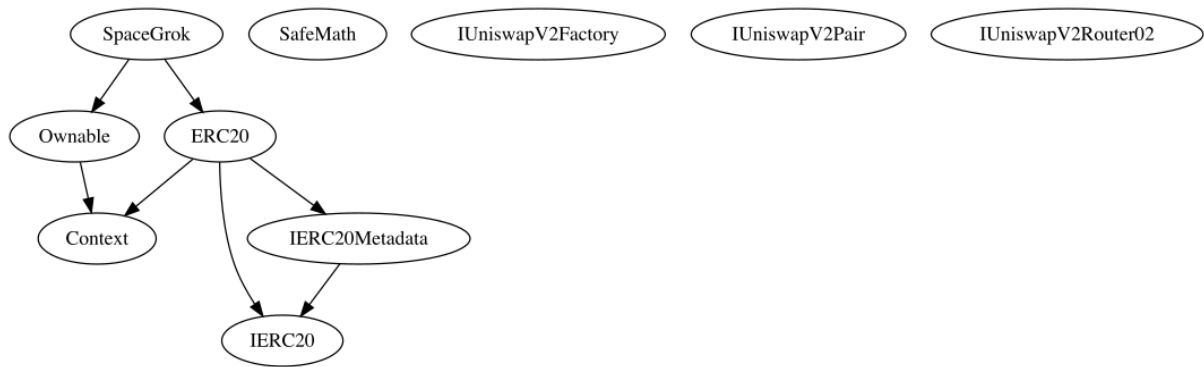 SpaceGrok
SafeMath
IUniswapV2Factory
IUniswapV2Pair
IUniswapV2Router02
Ownable
ERC20
Context
IERC20Metadata
IERC20